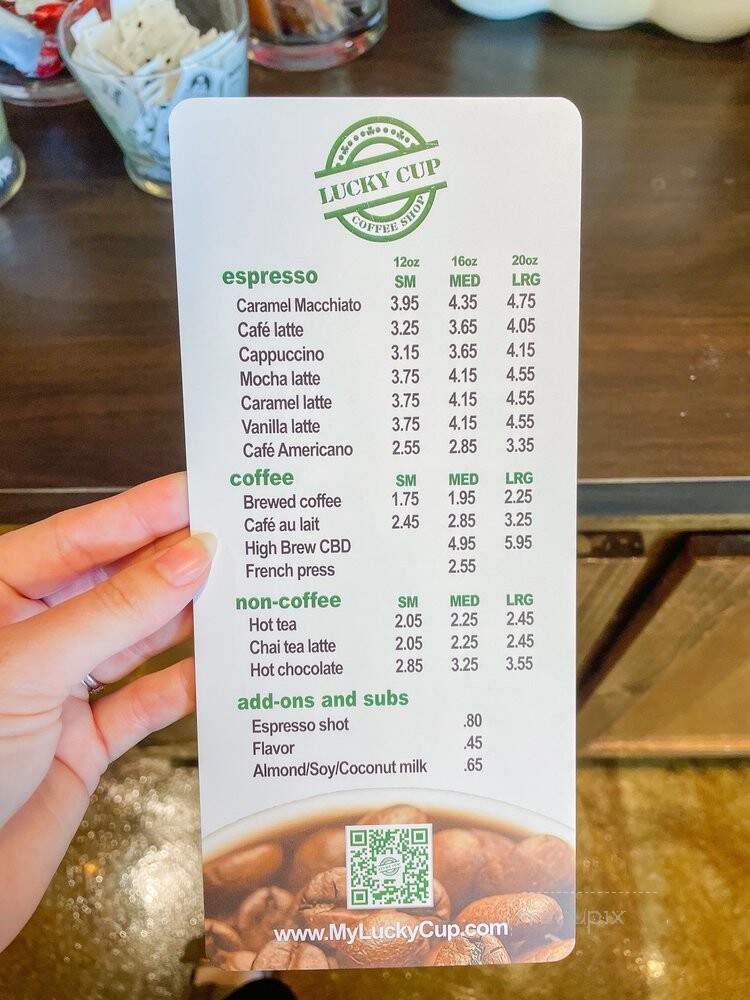 LUCKY CUP
COFFEE SHOP
12oz 16oz 20oz
espresso SM MED LRG
Caramel Macchiato 3.95 4.35 4.75
Café latte 3.25 3.65 4.05
Cappuccino 3.15 3.65 4.15
Mocha latte 3.75 4.15 4.55
Caramel latte 3.75 4.15 4.55
Vanilla latte 3.75 4.15 4.55
Café Americano 2.55 2.85 3.35
coffee SM MED LRG
Brewed coffee 1.75 1.95 2.25
Café au lait 2.45 2.85 3.25
High Brew CBD 4.95 5.95
French press 2.55
non-coffee SM MED LRG
Hot tea 2.05 2.25 2.45
Chai tea latte 2.05 2.25 2.45
Hot chocolate 2.85 3.25 3.55
add-ons and subs
Espresso shot .80
Flavor .45
Almond/Soy/Coconut milk .65
www.MyLuckyCup.com